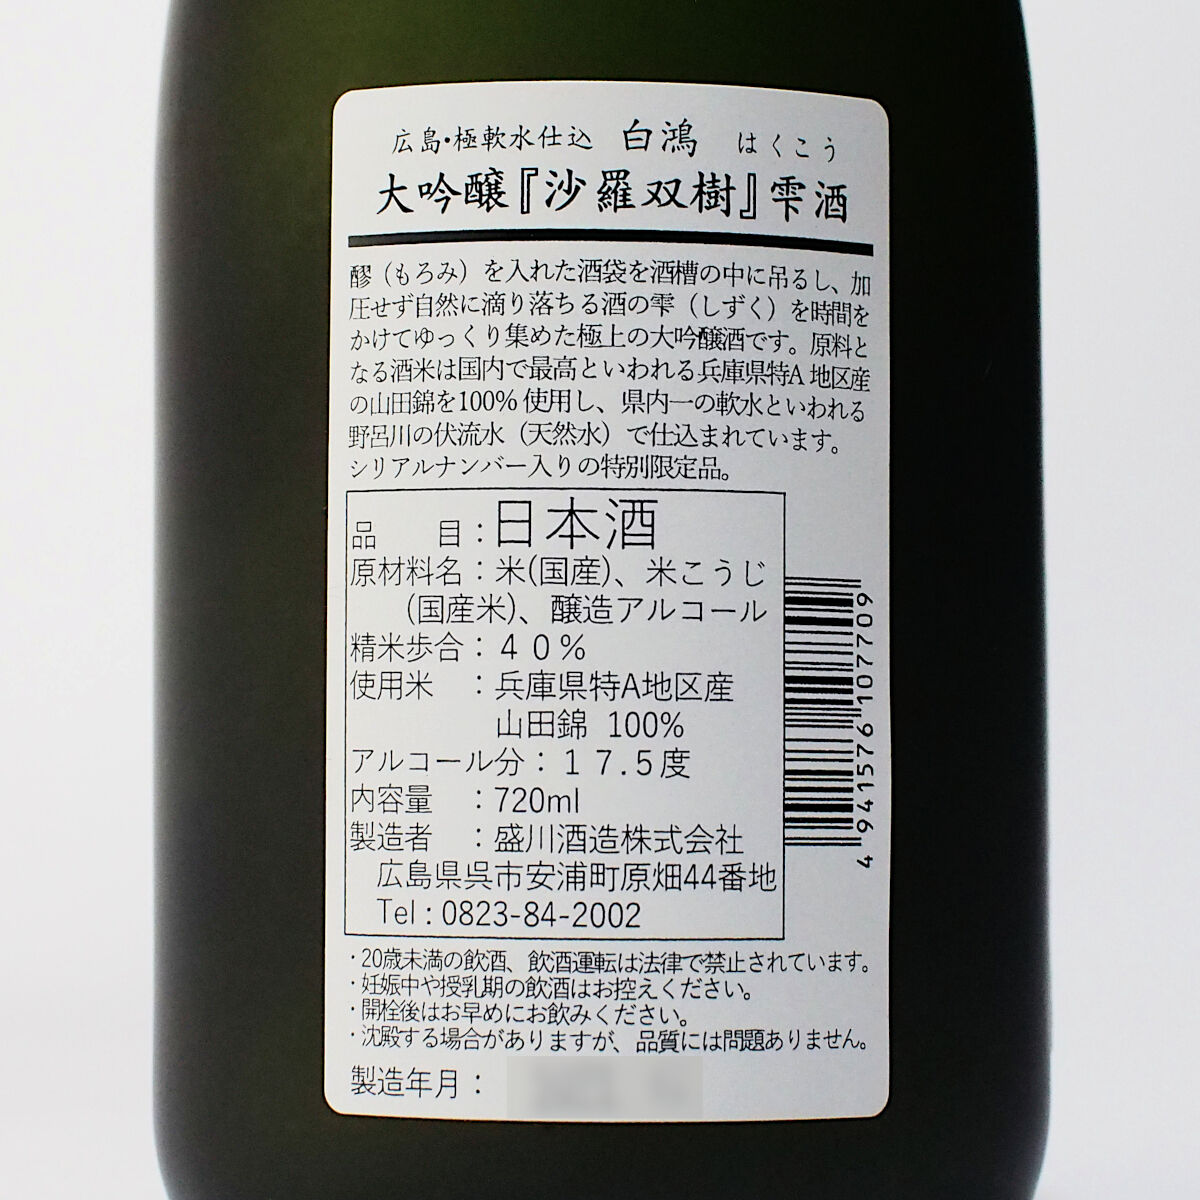 広島・極軟水仕込 白鴻 はくこう
大吟醸『沙羅双樹』雫酒
醪（もろみ）を入れた酒袋を酒槽の中に吊るし、加
圧せず自然に滴り落ちる酒の雫（しずく）を時間を
かけてゆっくり集めた極上の大吟醸酒です。原料と
なる酒米は国内で最高といわれる兵庫県特A地区産
の山田錦を100%使用し、県内一の軟水といわれる
野呂川の伏流水（天然水）で仕込まれています。
シリアルナンバー入りの特別限定品。
品 目：日本酒
原材料名：米(国産)、米こうじ
(国産米)、醸造アルコール
精米歩合：４０％
使用米 ：兵庫県特A地区産
山田錦 100%
アルコール分：１７.５度
内容量 ：720ml
製造者 ：盛川酒造株式会社
広島県呉市安浦町原畑44番地
Tel：0823-84-2002
4 941576 107709
・20歳未満の飲酒、飲酒運転は法律で禁止されています。
・妊娠中や授乳期の飲酒はお控えください。
・開栓後はお早めにお飲みください。
・沈殿する場合がありますが、品質には問題ありません。
製造年月：